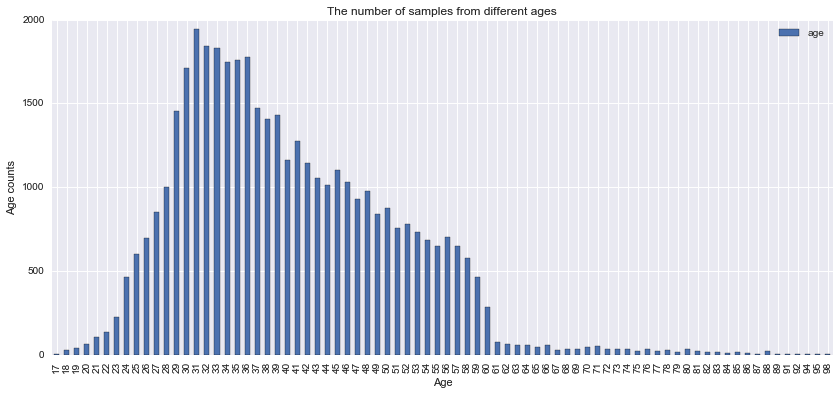 The number of samples from different ages
age
2000
1500
1000
500
0
Age counts
17 18 19 20 21 22 23 24 25 26 27 28 29 30 31 32 33 34 35 36 37 38 39 40 41 42 43 44 45 46 47 48 49 50 51 52 53 54 55 56 57 58 59 60 61 62 63 64 65 66 67 68 69 70 71 72 73 74 75 76 77 78 79 80 81 82 83 84 85 86 87 88 89 91 92 94 95 98
Age